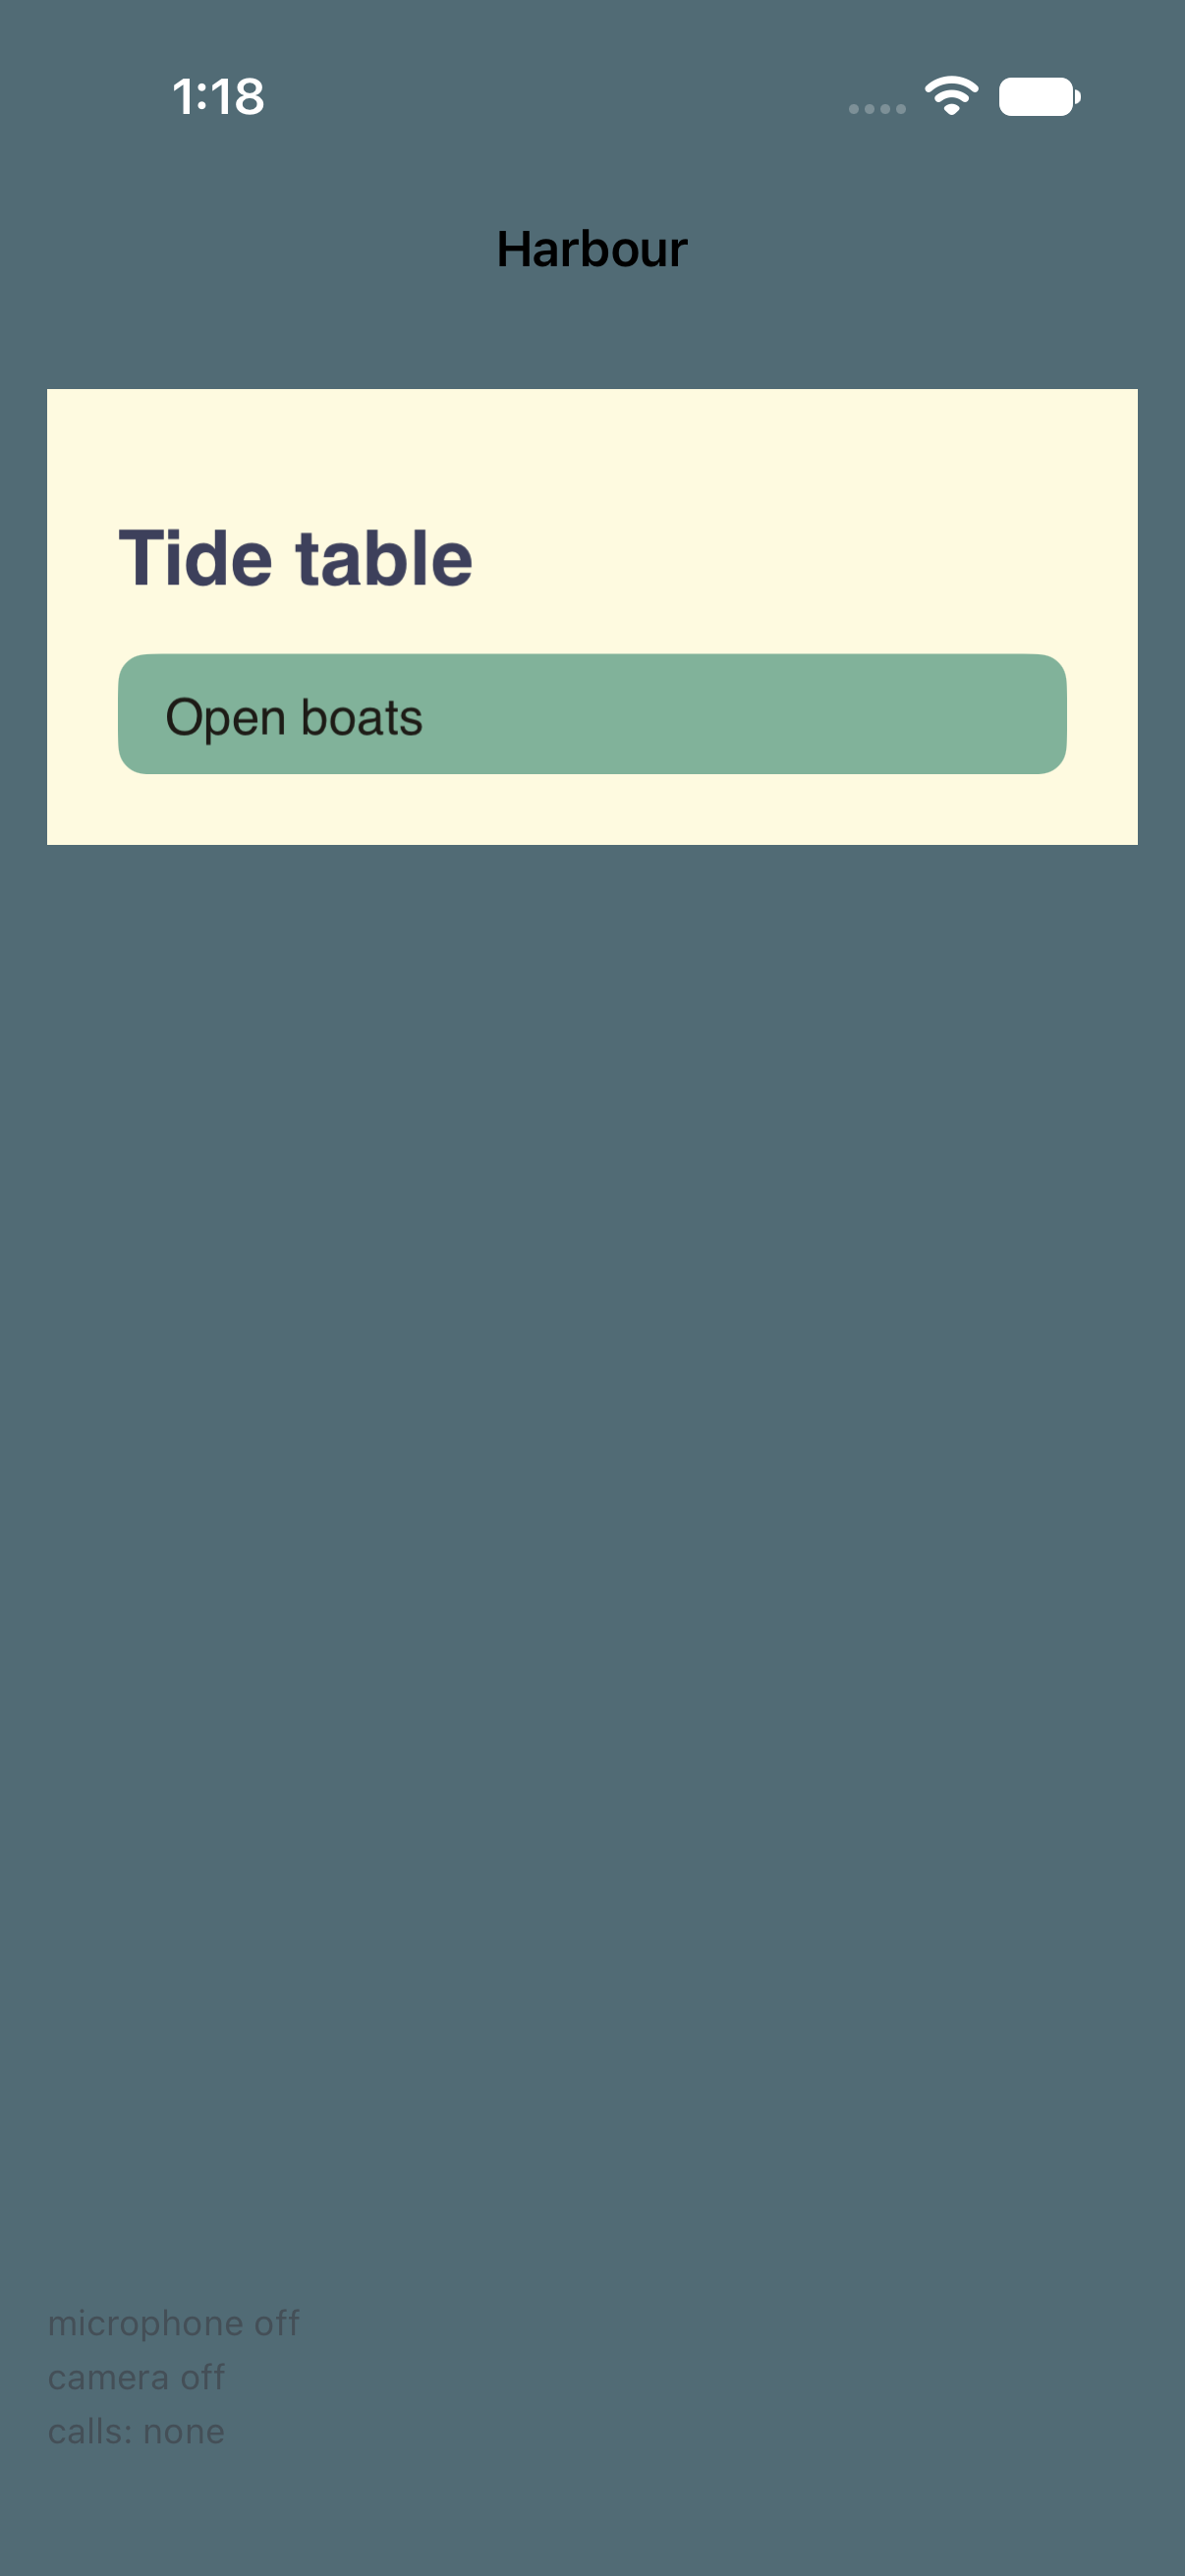 1:18
Harbour
Tide table
Open boats
microphone off
camera off
calls: none